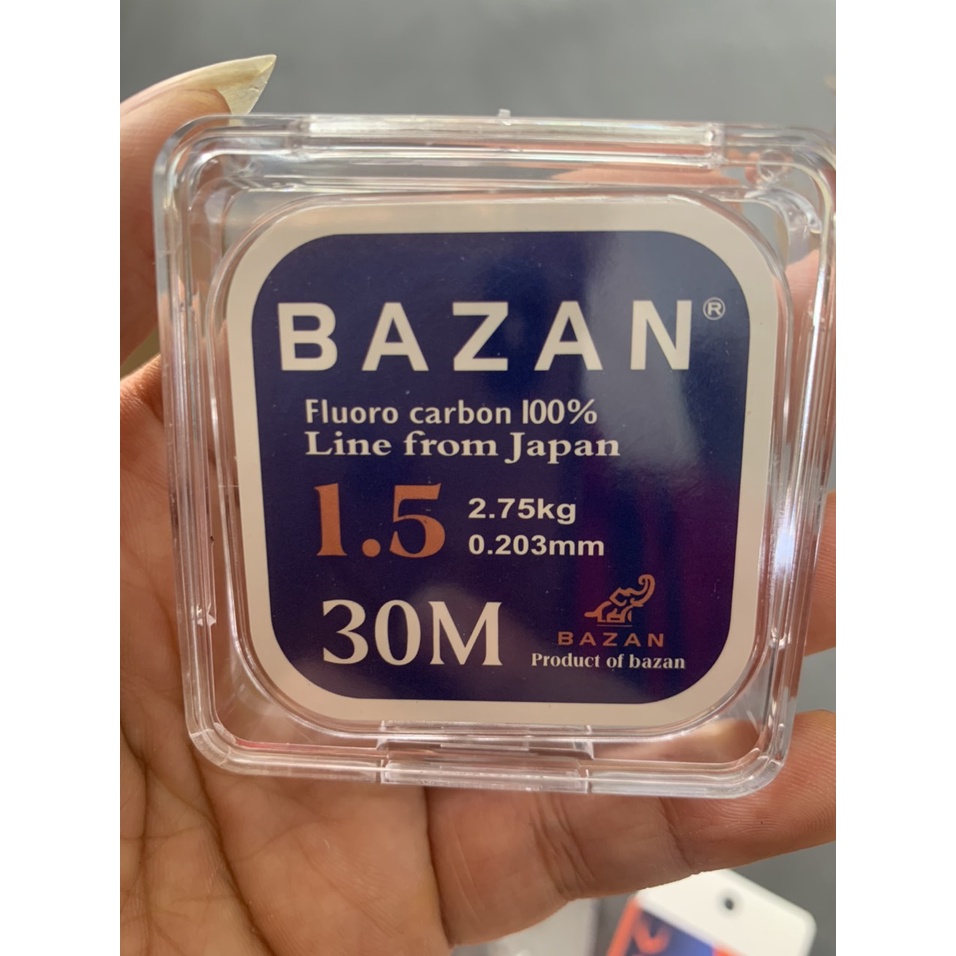 BAZAN®
Fluoro carbon 100%
Line from Japan
1.5
2.75kg
0.203mm
30M
BAZAN
Product of bazan